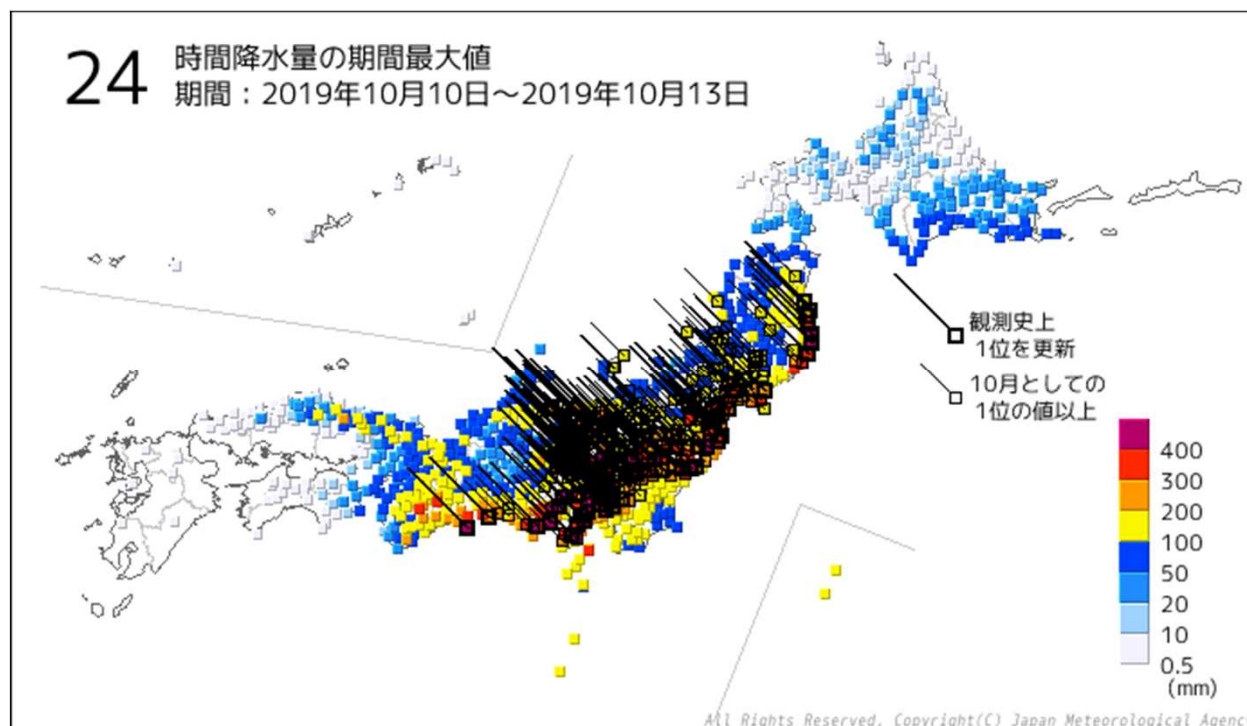 24 時間降水量の期間最大値
期間：2019年10月10日～2019年10月13日
観測史上
1位を更新
10月としての
1位の値以上
400
300
200
100
50
20
10
0.5
(mm)
All Rights Reserved. Copyright(C) Japan Meteorological Agenc